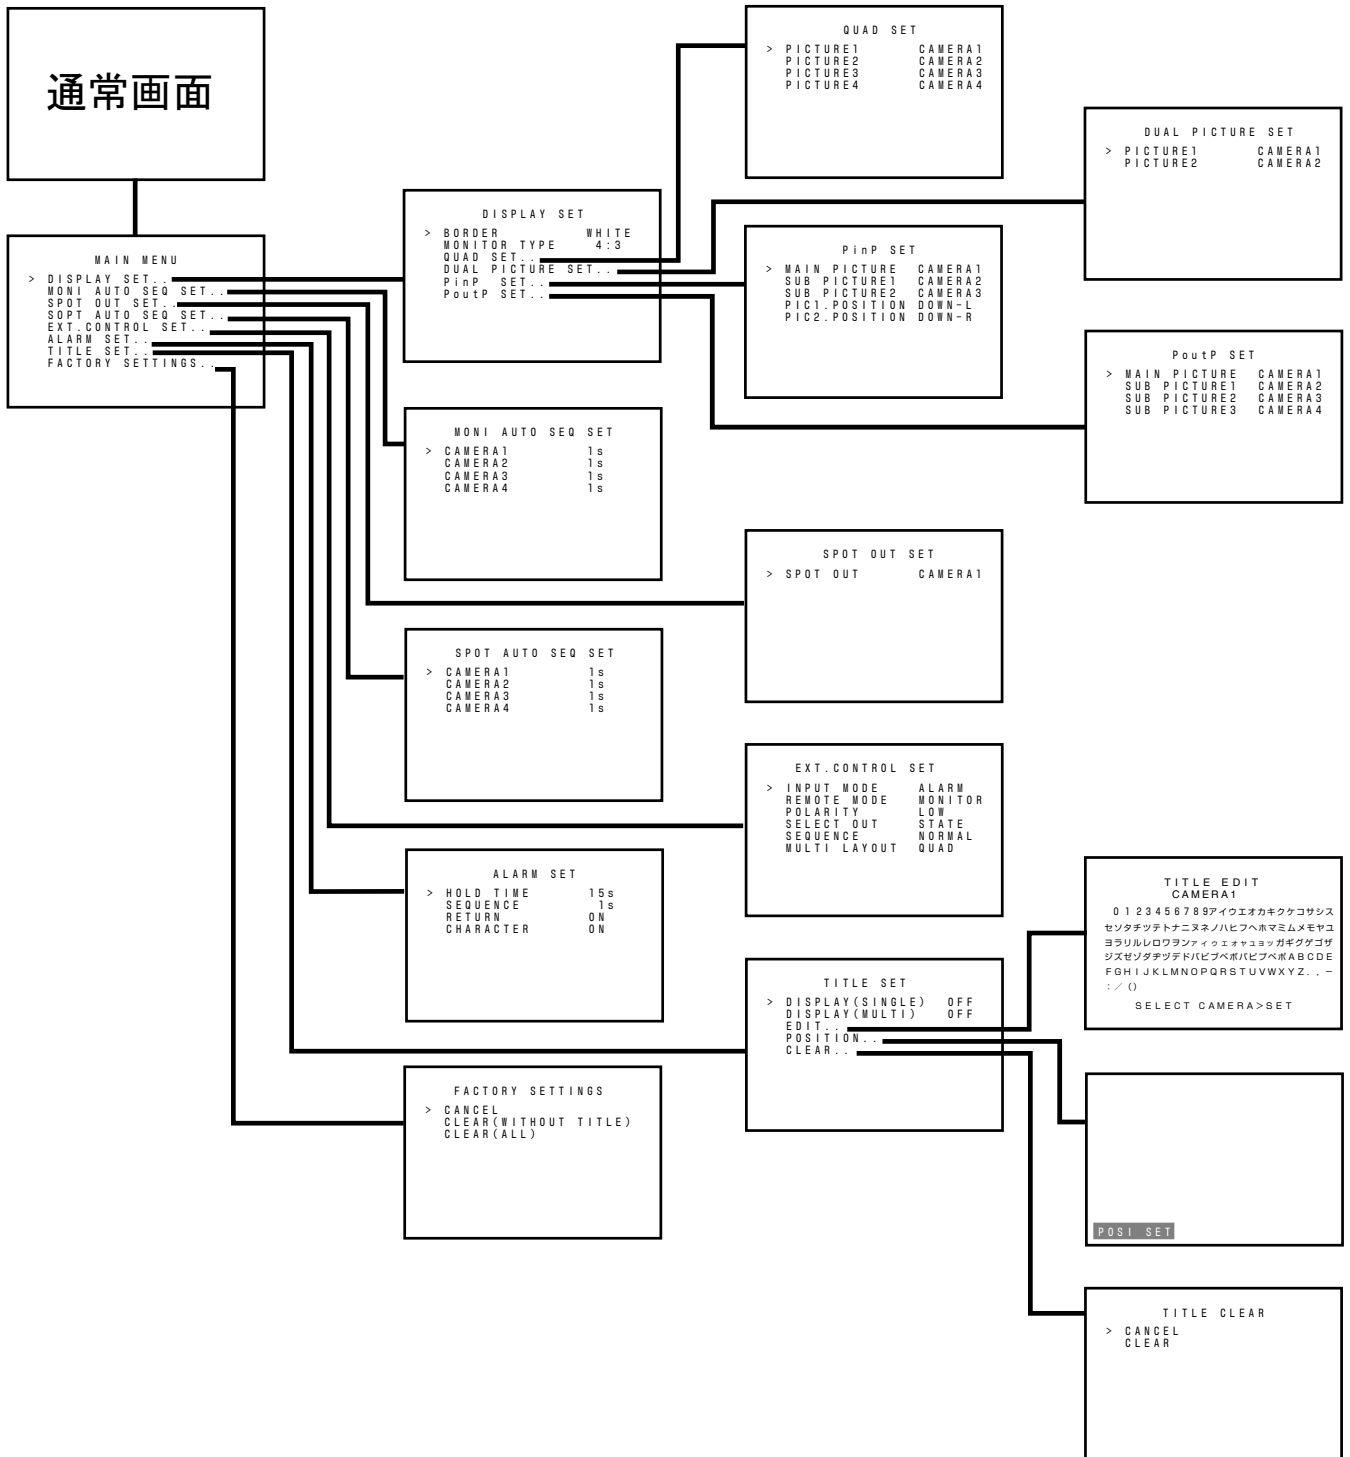 通常画面
MAIN MENU
> DISPLAY SET..
MONI AUTO SEQ SET..
SPOT OUT SET..
SOPT AUTO SEQ SET..
EXT.CONTROL SET..
ALARM SET..
TITLE SET..
FACTORY SETTINGS..
DISPLAY SET
> BORDER WHITE
MONITOR TYPE 4:3
QUAD SET..
DUAL PICTURE SET..
PinP SET..
PoutP SET..
QUAD SET
> PICTURE1 CAMERA1
PICTURE2 CAMERA2
PICTURE3 CAMERA3
PICTURE4 CAMERA4
DUAL PICTURE SET
> PICTURE1 CAMERA1
PICTURE2 CAMERA2
PinP SET
> MAIN PICTURE CAMERA1
SUB PICTURE1 CAMERA2
SUB PICTURE2 CAMERA3
PIC1.POSITION DOWN-L
PIC2.POSITION DOWN-R
PoutP SET
> MAIN PICTURE CAMERA1
SUB PICTURE1 CAMERA2
SUB PICTURE2 CAMERA3
SUB PICTURE3 CAMERA4
MONI AUTO SEQ SET
> CAMERA1 1s
CAMERA2 1s
CAMERA3 1s
CAMERA4 1s
SPOT OUT SET
> SPOT OUT CAMERA1
SPOT AUTO SEQ SET
> CAMERA1 1s
CAMERA2 1s
CAMERA3 1s
CAMERA4 1s
EXT.CONTROL SET
> INPUT MODE ALARM
REMOTE MODE MONITOR
POLARITY LOW
SELECT OUT STATE
SEQUENCE NORMAL
MULTI LAYOUT QUAD
ALARM SET
> HOLD TIME 15s
SEQUENCE 1s
RETURN ON
CHARACTER ON
TITLE SET
> DISPLAY(SINGLE) OFF
DISPLAY(MULTI) OFF
EDIT..
POSITION..
CLEAR..
TITLE EDIT
CAMERA1
0123456789アイウエオカキクケコサシス
セソタチツテトナニヌネノハヒフヘホマミムメモヤユ
ヨラリルレロワヲンァィゥェォャュョッガギグゲゴザ
ジズゼゾダヂヅデドバビブベボパピプペポABCDE
FGHIJKLMNOPQRSTUVWXYZ.,－
:／()
SELECT CAMERA>SET
POSI SET
FACTORY SETTINGS
> CANCEL
CLEAR(WITHOUT TITLE)
CLEAR(ALL)
TITLE CLEAR
> CANCEL
CLEAR